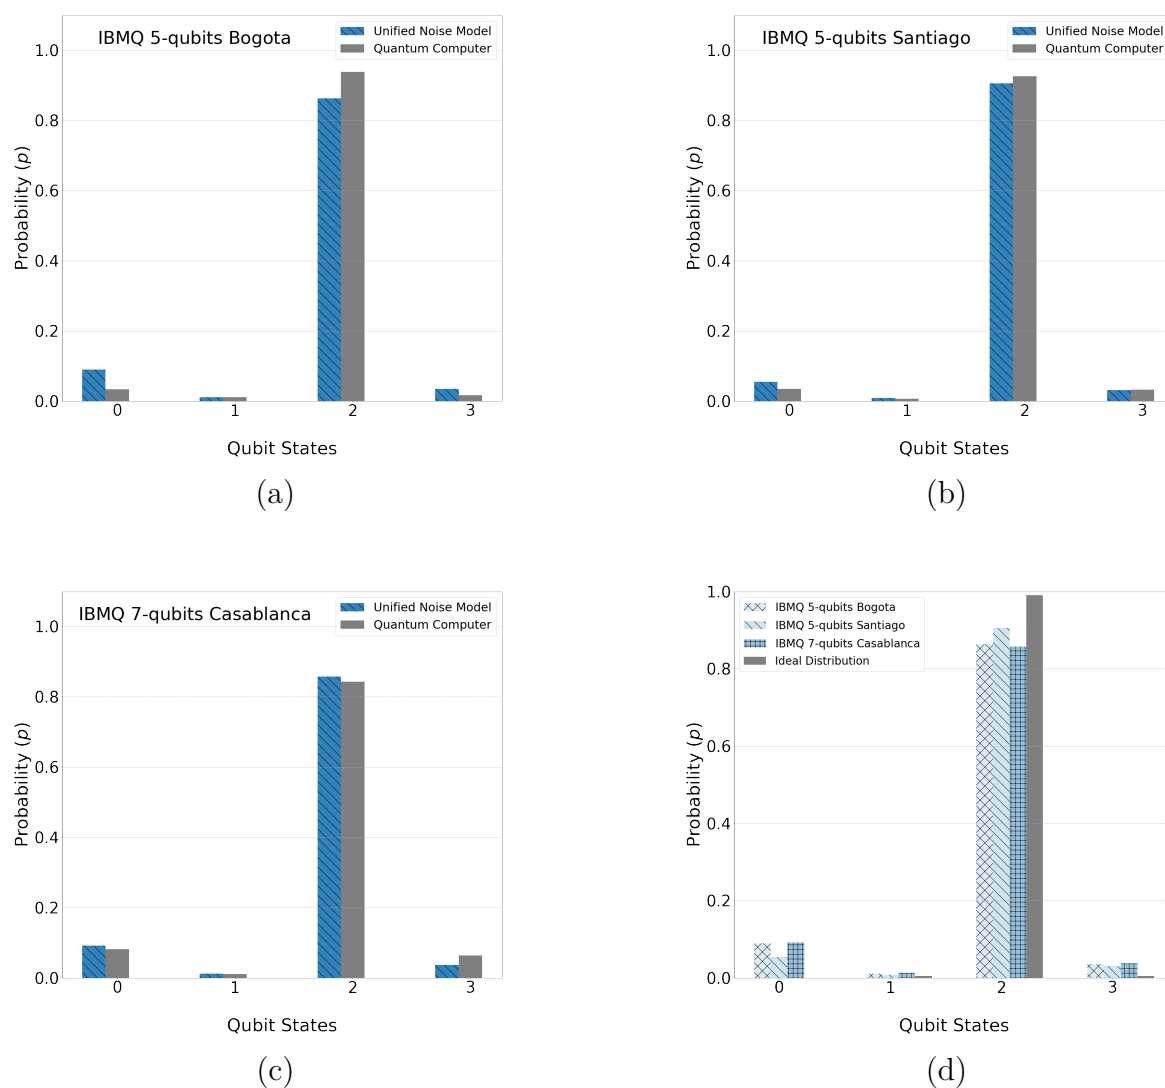 IBMQ 5-qubits Bogota
Unified Noise Model
Quantum Computer
Probability (p)
1.0
0.8
0.6
0.4
0.2
0.0
0 1 2 3
Qubit States
(a)
IBMQ 5-qubits Santiago
Unified Noise Model
Quantum Computer
Probability (p)
1.0
0.8
0.6
0.4
0.2
0.0
0 1 2 3
Qubit States
(b)
IBMQ 7-qubits Casablanca
Unified Noise Model
Quantum Computer
Probability (p)
1.0
0.8
0.6
0.4
0.2
0.0
0 1 2 3
Qubit States
(c)
IBMQ 5-qubits Bogota
IBMQ 5-qubits Santiago
IBMQ 7-qubits Casablanca
Ideal Distribution
Probability (p)
1.0
0.8
0.6
0.4
0.2
0.0
0 1 2 3
Qubit States
(d)